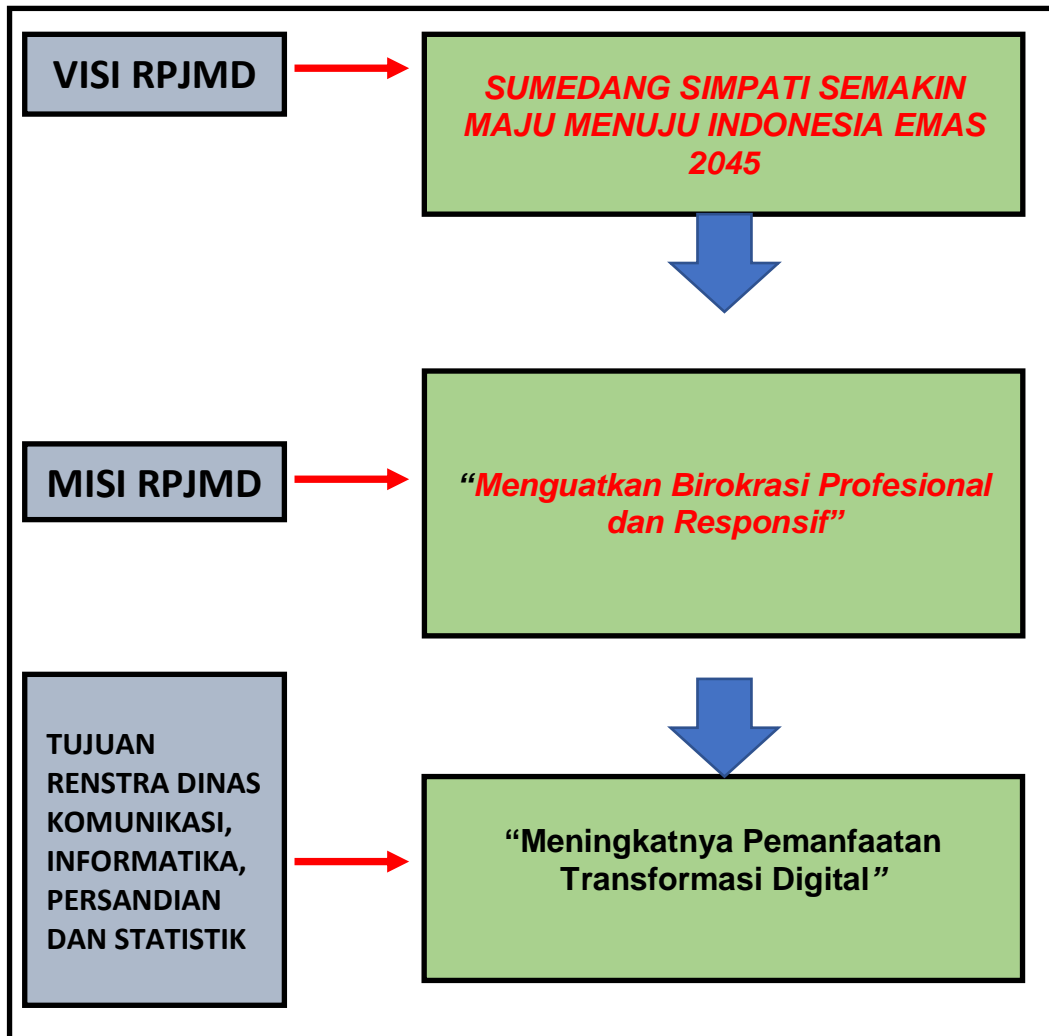 VISI RPJMD
SUMEDANG SIMPATI SEMAKIN
MAJU MENUJU INDONESIA EMAS
2045
MISI RPJMD
“Menguatkan Birokrasi Profesional
dan Responsif”
TUJUAN
RENSTRA DINAS
KOMUNIKASI,
INFORMATIKA,
PERSANDIAN
DAN STATISTIK
“Meningkatnya Pemanfaatan
Transformasi Digital”